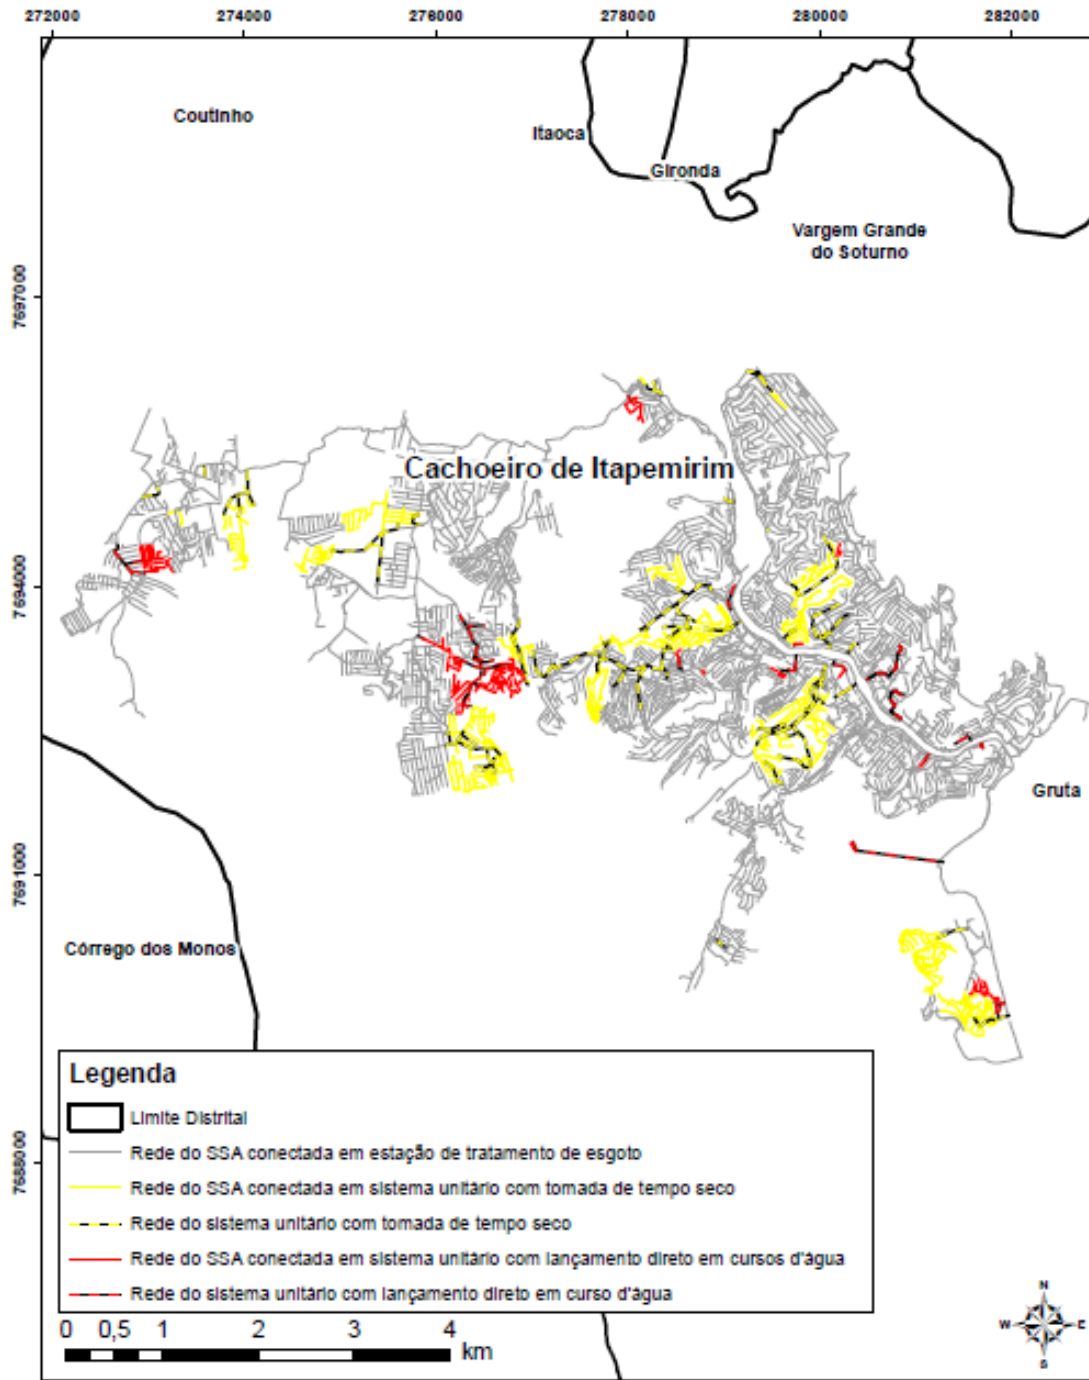 272000 274000 276000 278000 280000 282000
Coutinho
Itaoca
Gironda
Vargem Grande
do Soturno
7697000
Cachoeiro de Itapemirim
7694000
Gruta
7691000
Córrego dos Monos
7688000
Legenda
Limite Distrital
Rede do SSA conectada em estação de tratamento de esgoto
Rede do SSA conectada em sistema unitário com tomada de tempo seco
Rede do sistema unitário com tomada de tempo seco
Rede do SSA conectada em sistema unitário com lançamento direto em cursos d'água
Rede do sistema unitário com lançamento direto em curso d'água
0 0,5 1 2 3 4
km
N
W E
S